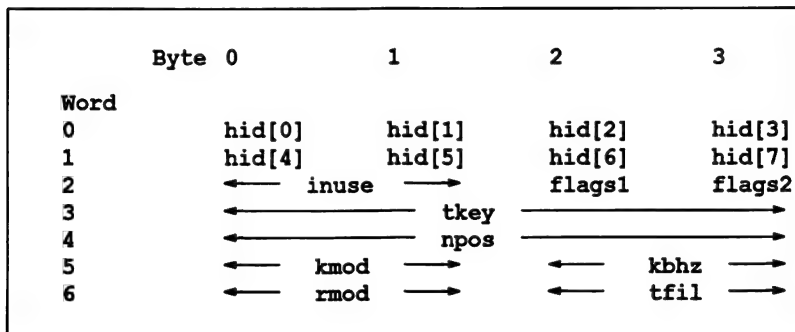 Byte 0 1 2 3
Word
0 hid[0] hid[1] hid[2] hid[3]
1 hid[4] hid[5] hid[6] hid[7]
2 inuse flags1 flags2
3 tkey
4 npos
5 kmod kbhz
6 rmod tfil